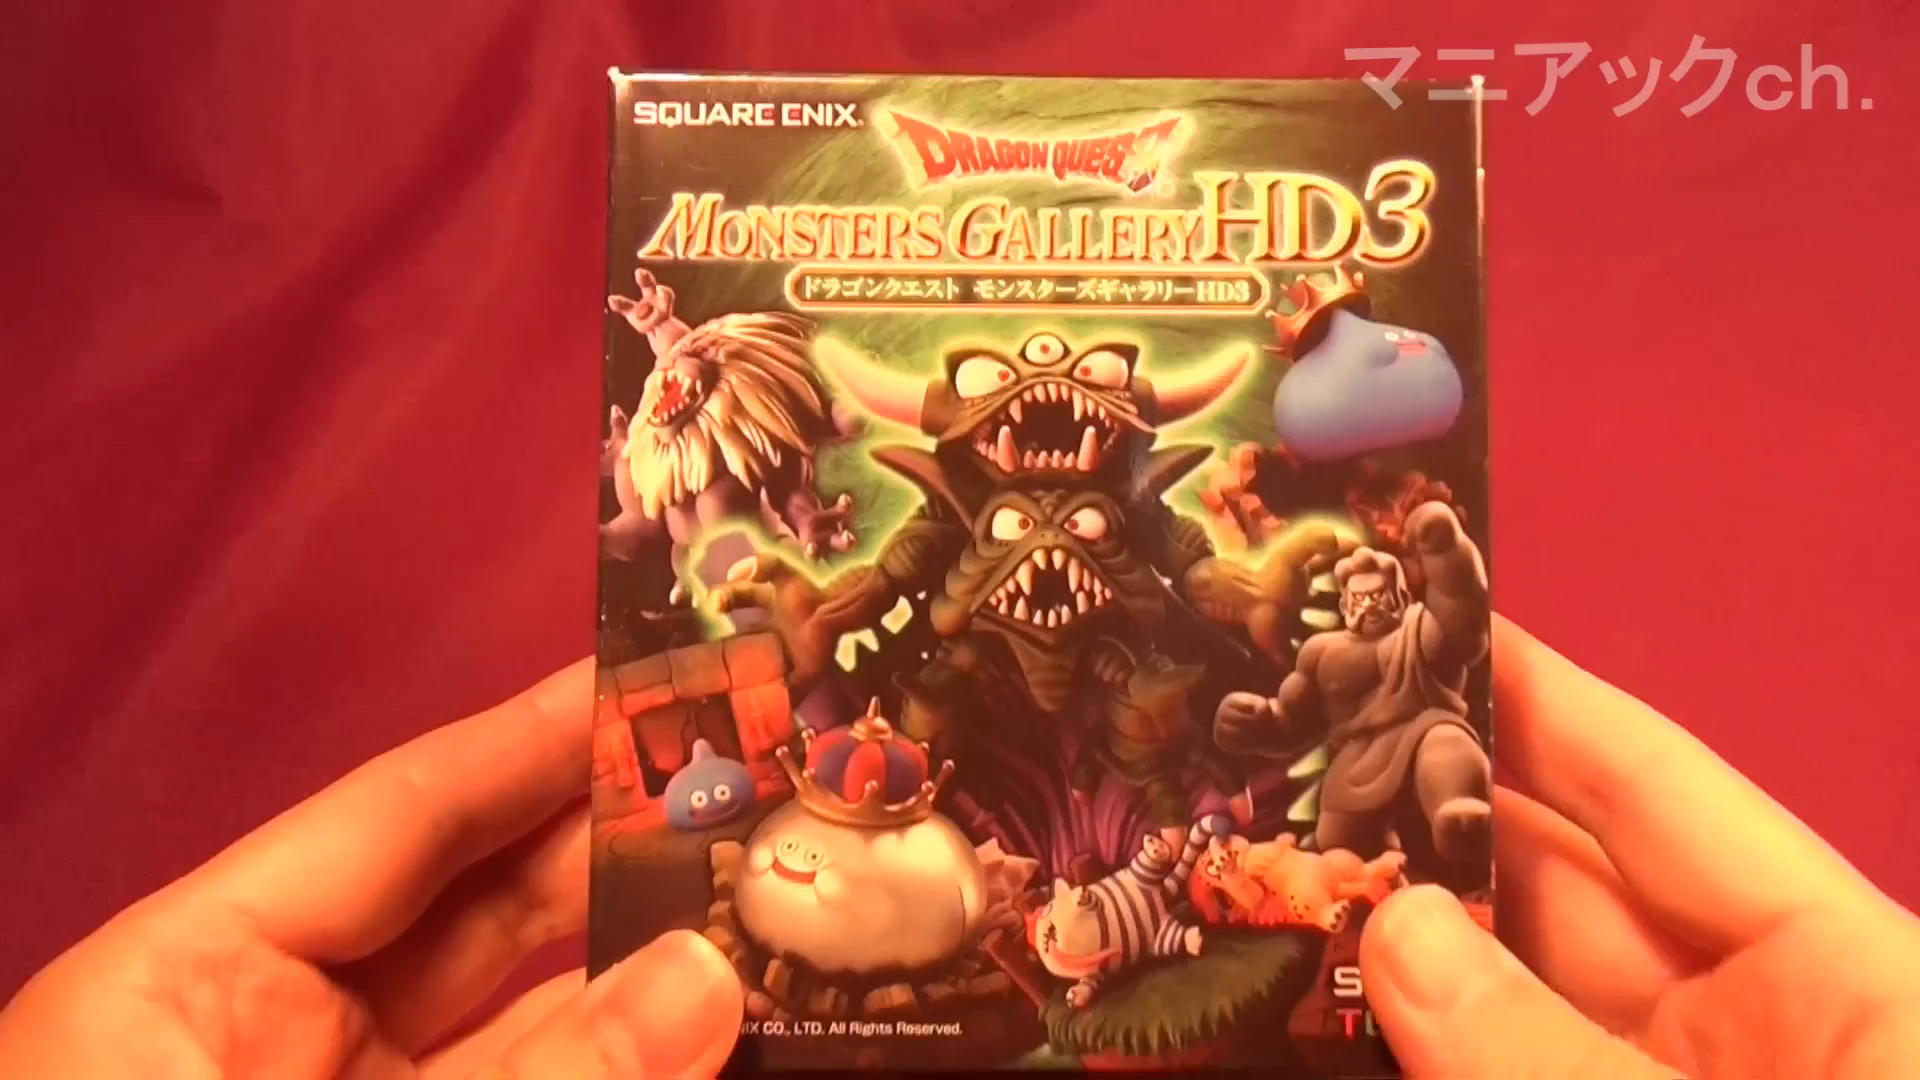 マニアックch.
SQUARE ENIX.
DRAGON QUEST
MONSTERS GALLERY HD3
ドラゴンクエスト モンスターズギャラリーHD3
CO., LTD. All Rights Reserved.